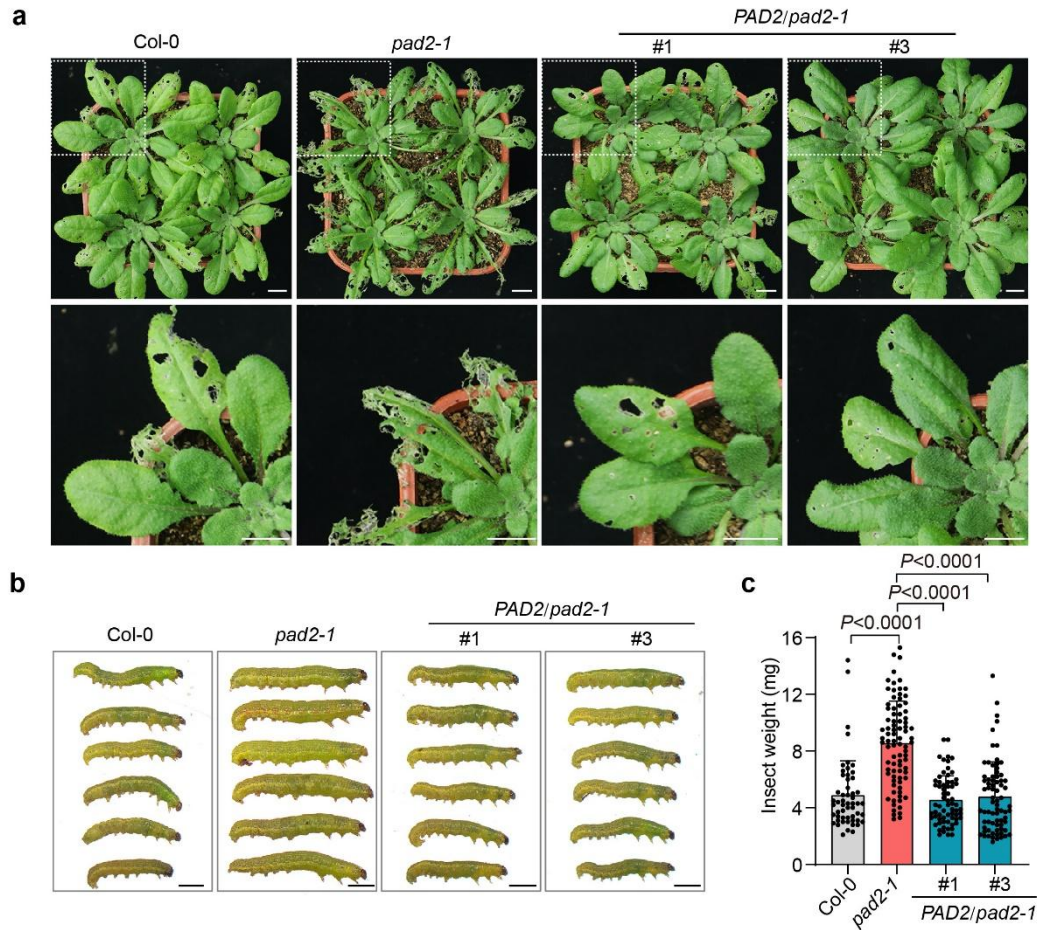 a
Col-0
pad2-1
PAD2/pad2-1
#1
#3
b
Col-0
pad2-1
PAD2/pad2-1
#1
#3
c
P<0.0001
P<0.0001
P<0.0001
Insect weight (mg)
16
12
8
4
0
Col-0
pad2-1
#1
#3
PAD2/pad2-1